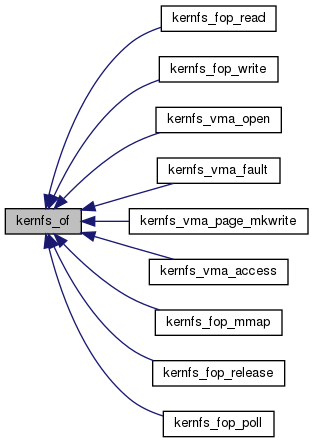 kernfs_fop_read
kernfs_fop_write
kernfs_vma_open
kernfs_vma_fault
kernfs_of
kernfs_vma_page_mkwrite
kernfs_vma_access
kernfs_fop_mmap
kernfs_fop_release
kernfs_fop_poll